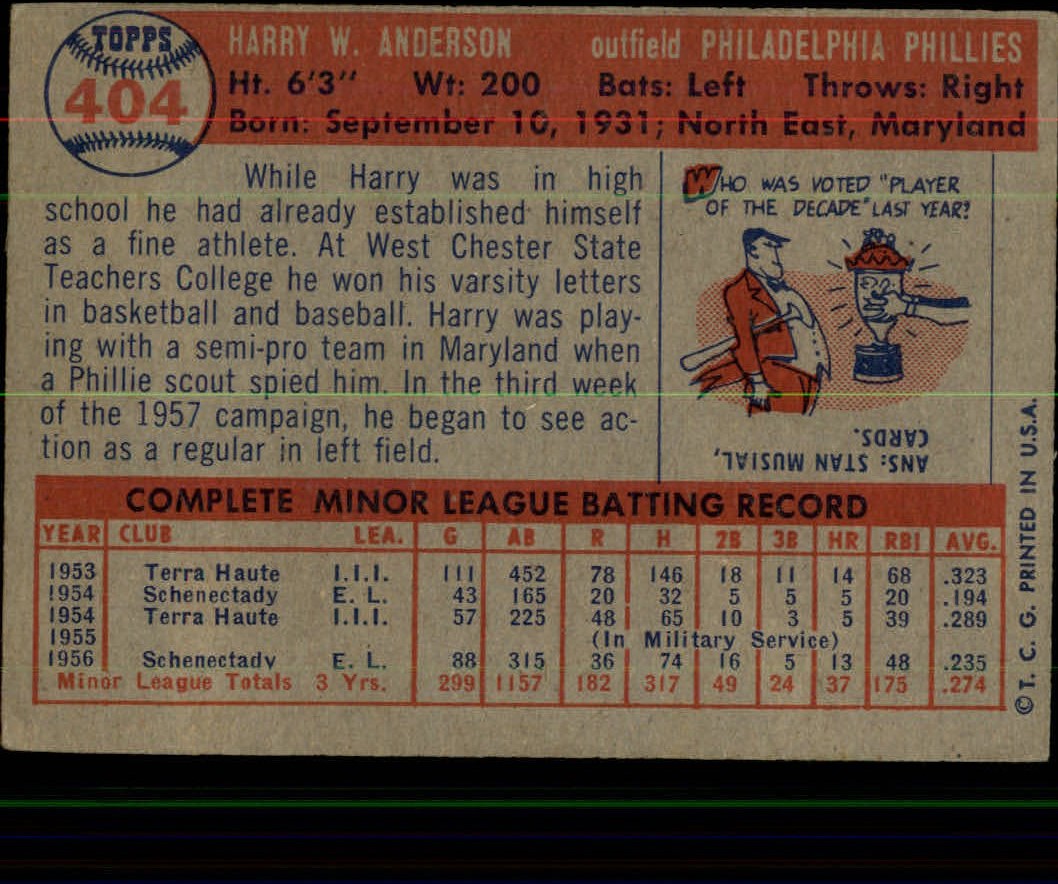 TOPPS
404
HARRY W. ANDERSON outfield PHILADELPHIA PHILLIES
Ht. 6'3" Wt: 200 Bats: Left Throws: Right
Born: September 10, 1931; North East, Maryland
While Harry was in high
school he had already established himself
as a fine athlete. At West Chester State
Teachers College he won his varsity letters
in basketball and baseball. Harry was play-
ing with a semi-pro team in Maryland when
a Phillie scout spied him. In the third week
of the 1957 campaign, he began to see ac-
tion as a regular in left field.
WHO WAS VOTED "PLAYER
OF THE DECADE" LAST YEAR?
ANS: STAN MUSIAL,
CARDS.
COMPLETE MINOR LEAGUE BATTING RECORD
YEAR CLUB LEA. G AB R H 2B 3B HR RBI AVG.
1953 Terra Haute I.I.I. 111 452 78 146 18 11 14 68 .323
1954 Schenectady E. L. 43 165 20 32 5 5 5 20 .194
1954 Terra Haute I.I.I. 57 225 48 65 10 3 5 39 .289
1955 (In Military Service)
1956 Schenectady E. L. 88 315 36 74 16 5 13 48 .235
Minor League Totals 3 Yrs. 299 1157 182 317 49 24 37 175 .274
© T. C. G. PRINTED IN U.S.A.